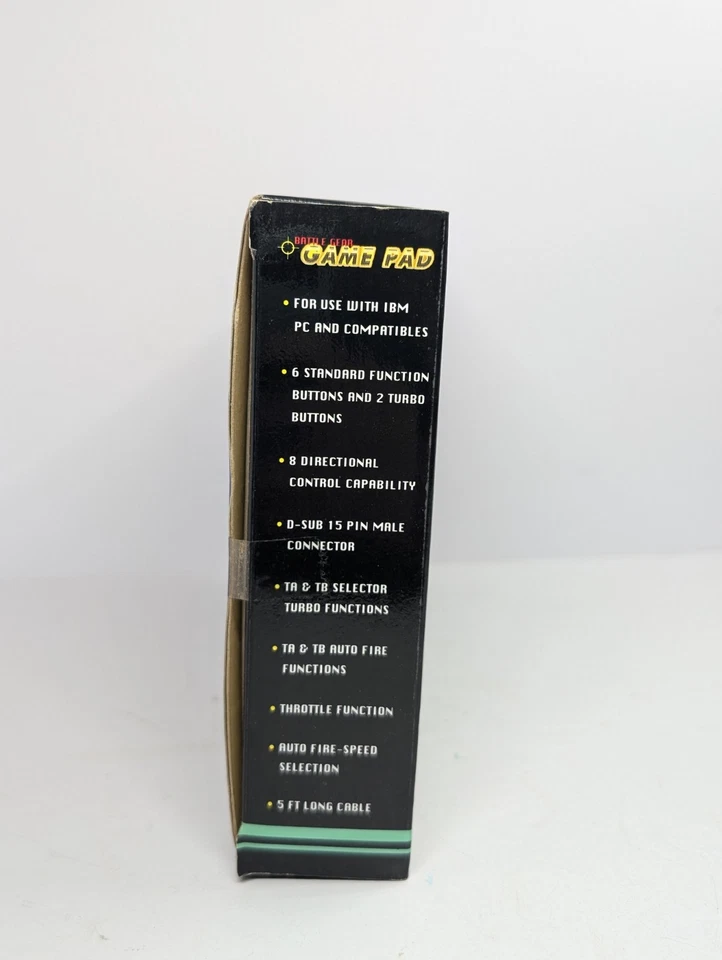 BATTLE GEAR
GAME PAD
• FOR USE WITH IBM
PC AND COMPATIBLES
• 6 STANDARD FUNCTION
BUTTONS AND 2 TURBO
BUTTONS
• 8 DIRECTIONAL
CONTROL CAPABILITY
• D-SUB 15 PIN MALE
CONNECTOR
• TA & TB SELECTOR
TURBO FUNCTIONS
• TA & TB AUTO FIRE
FUNCTIONS
• THROTTLE FUNCTION
• AUTO FIRE-SPEED
SELECTION
• 5 FT LONG CABLE